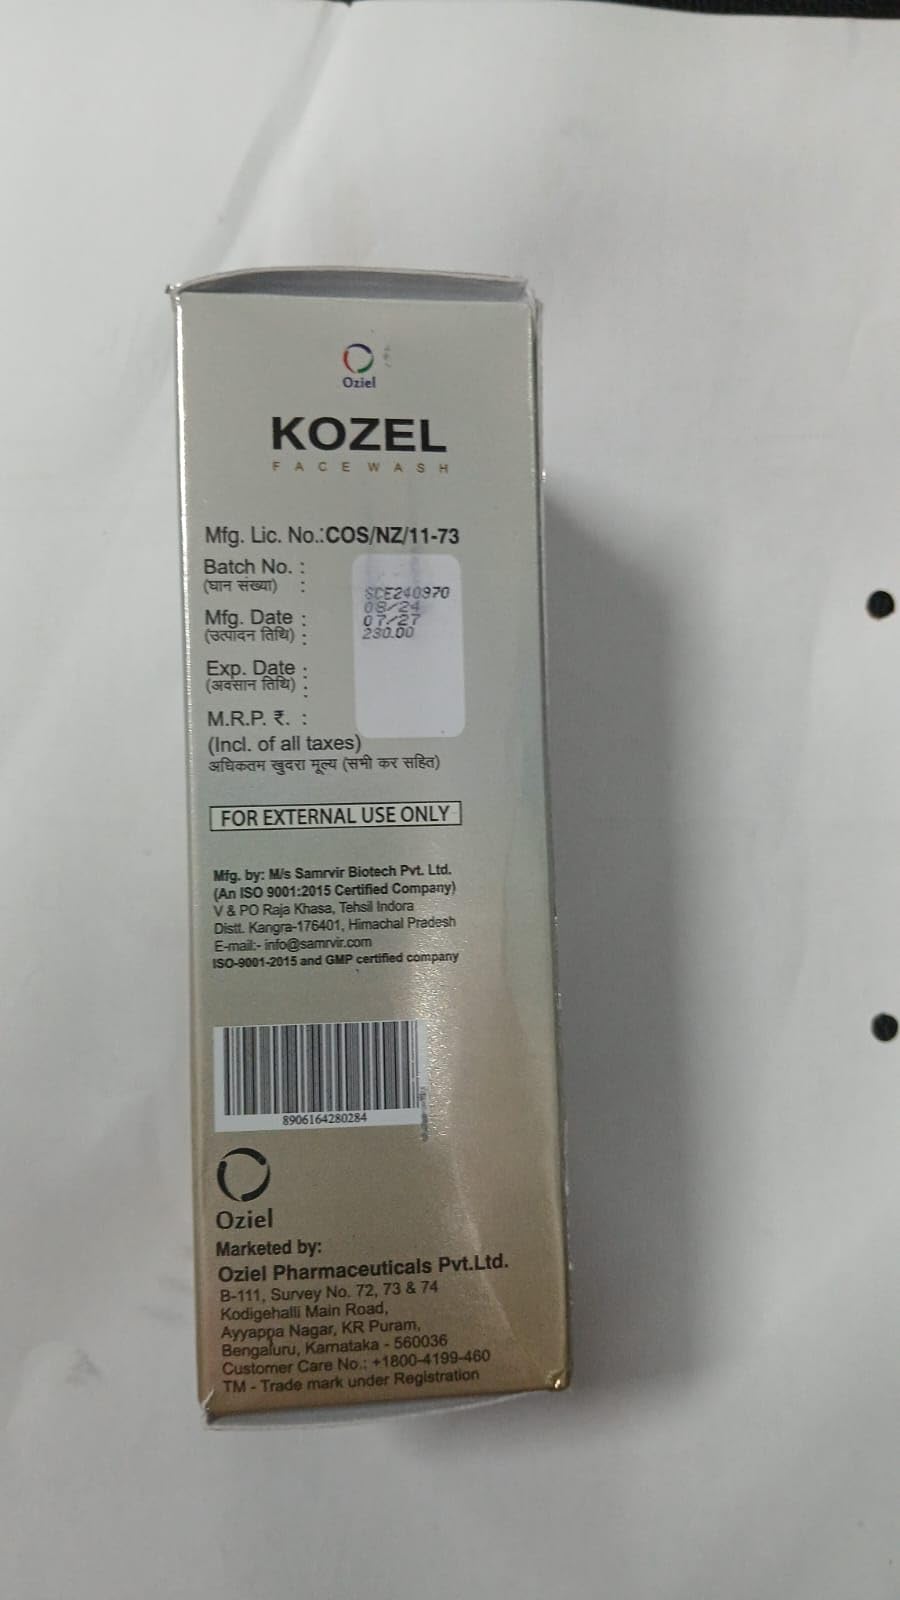 Oziel
KOZEL
FACE WASH
Mfg. Lic. No.:COS/NZ/11-73
Batch No. :
(घान संख्या) :
SCE240970
08/24
07/27
230.00
Mfg. Date :
(उत्पादन तिथि) :
Exp. Date :
(अवसान तिथि) :
M.R.P. ₹. :
(Incl. of all taxes)
अधिकतम खुदरा मूल्य (सभी कर सहित)
FOR EXTERNAL USE ONLY
Mfg. by: M/s Samrvir Biotech Pvt. Ltd.
(An ISO 9001:2015 Certified Company)
V & PO Raja Khasa, Tehsil Indora
Distt. Kangra-176401, Himachal Pradesh
E-mail:- info@samrvir.com
ISO-9001-2015 and GMP certified company
8906164280284
Oziel
Marketed by:
Oziel Pharmaceuticals Pvt.Ltd.
B-111, Survey No. 72, 73 & 74
Kodigehalli Main Road,
Ayyappa Nagar, KR Puram,
Bengaluru, Karnataka - 560036
Customer Care No.: +1800-4199-460
TM - Trade mark under Registration